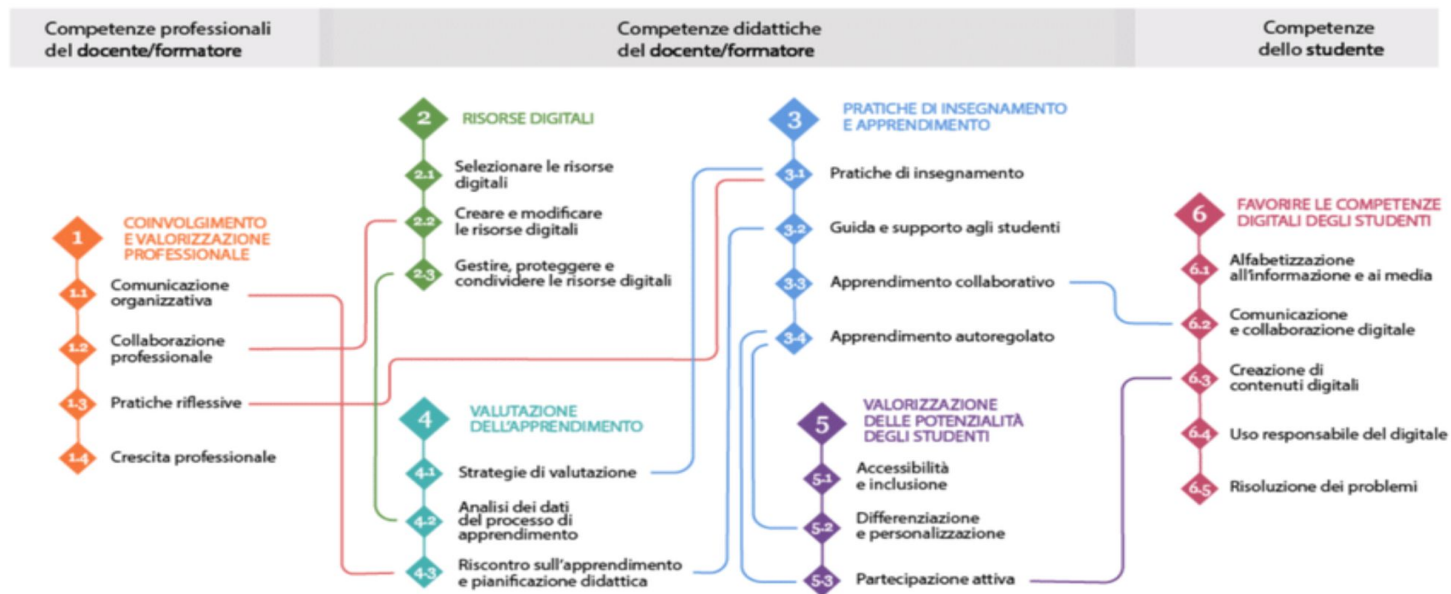 Competenze professionali
del docente/formatore
Competenze didattiche
del docente/formatore
Competenze
dello studente
1
COINVOLGIMENTO
E VALORIZZAZIONE
PROFESSIONALE
1.1
Comunicazione
organizzativa
1.2
Collaborazione
professionale
1.3
Pratiche riflessive
1.4
Crescita professionale
2
RISORSE DIGITALI
2.1
Selezionare le risorse
digitali
2.2
Creare e modificare
le risorse digitali
2.3
Gestire, proteggere e
condividere le risorse digitali
3
PRATICHE DI INSEGNAMENTO
E APPRENDIMENTO
3.1
Pratiche di insegnamento
3.2
Guida e supporto agli studenti
3.3
Apprendimento collaborativo
3.4
Apprendimento autoregolato
4
VALUTAZIONE
DELL'APPRENDIMENTO
4.1
Strategie di valutazione
4.2
Analisi dei dati
del processo di
apprendimento
4.3
Riscontro sull'apprendimento
e pianificazione didattica
5
VALORIZZAZIONE
DELLE POTENZIALITÀ
DEGLI STUDENTI
5.1
Accessibilità
e inclusione
5.2
Differenziazione
e personalizzazione
5.3
Partecipazione attiva
6
FAVORIRE LE COMPETENZE
DIGITALI DEGLI STUDENTI
6.1
Alfabetizzazione
all'informazione e ai media
6.2
Comunicazione
e collaborazione digitale
6.3
Creazione di
contenuti digitali
6.4
Uso responsabile del digitale
6.5
Risoluzione dei problemi